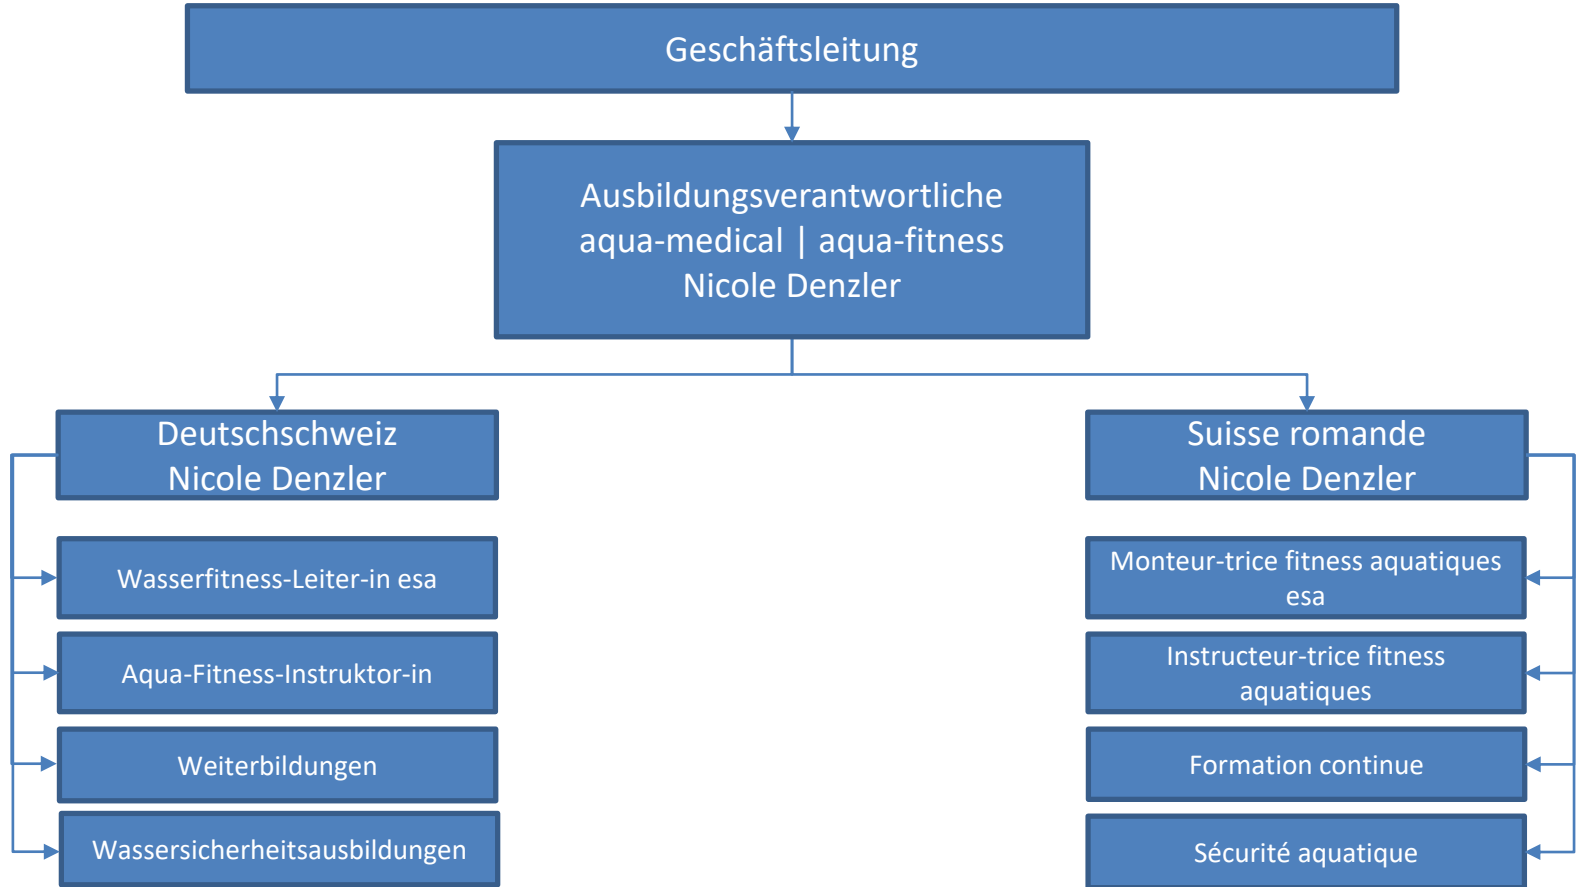 Geschäftsleitung
Ausbildungsverantwortliche
aqua-medical | aqua-fitness
Nicole Denzler
Deutschschweiz
Nicole Denzler
Wasserfitness-Leiter-in esa
Aqua-Fitness-Instruktor-in
Weiterbildungen
Wassersicherheitsausbildungen
Suisse romande
Nicole Denzler
Monteur-trice fitness aquatiques
esa
Instructeur-trice fitness
aquatiques
Formation continue
Sécurité aquatique